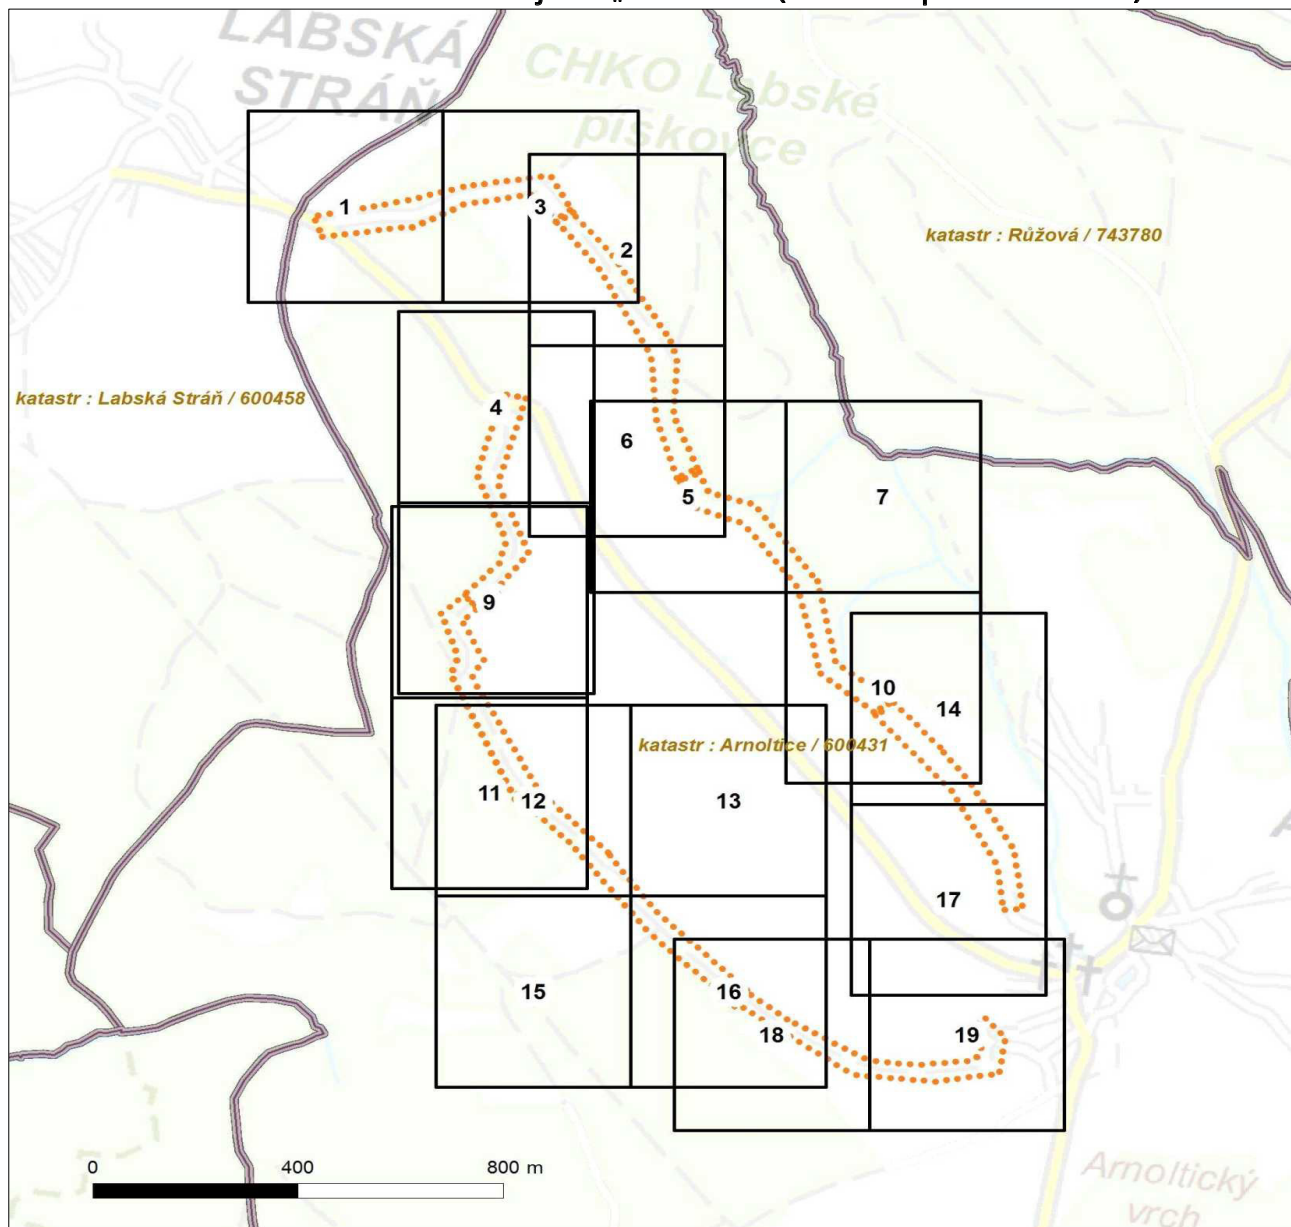 LABSKÁ
STRÁŇ
CHKO Labské
pískovce
1
3
2
katastr : Růžová / 743780
katastr : Labská Stráň / 600458
4
6
5
7
9
10
14
katastr : Arnoltice / 600431
11
12
13
17
15
16
18
19
0 400 800 m
Arnoltický
vrch